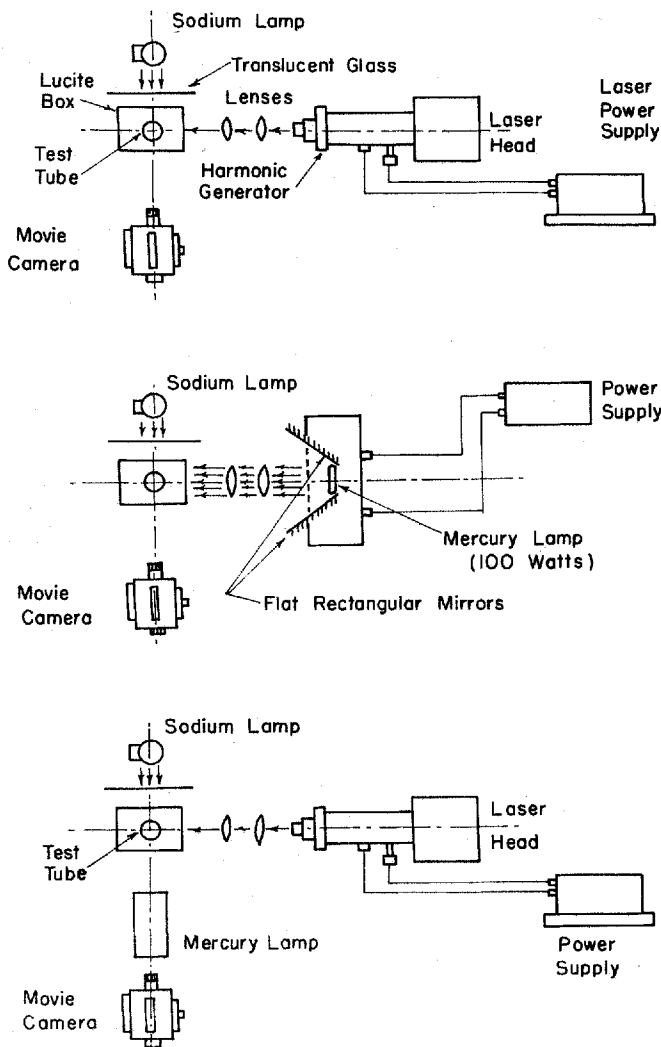 Sodium Lamp
Translucent Glass
Lucite
Box
Lenses
Laser
Power
Supply
Laser
Head
Test
Tube
Harmonic
Generator
Movie
Camera
Sodium Lamp
Power
Supply
Mercury Lamp
(100 Watts)
Movie
Camera
Flat Rectangular Mirrors
Sodium Lamp
Laser
Head
Test
Tube
Mercury Lamp
Power
Supply
Movie
Camera